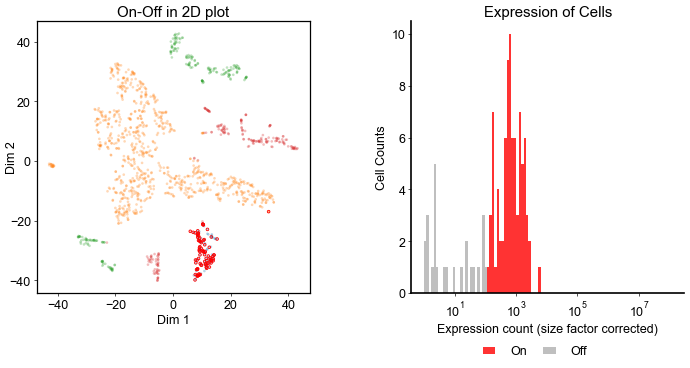 On-Off in 2D plot
40
20
0
−20
−40
Dim 2
−40 −20 0 20 40
Dim 1
Expression of Cells
10
8
6
4
2
0
Cell Counts
10^1 10^3 10^5 10^7
Expression count (size factor corrected)
On Off